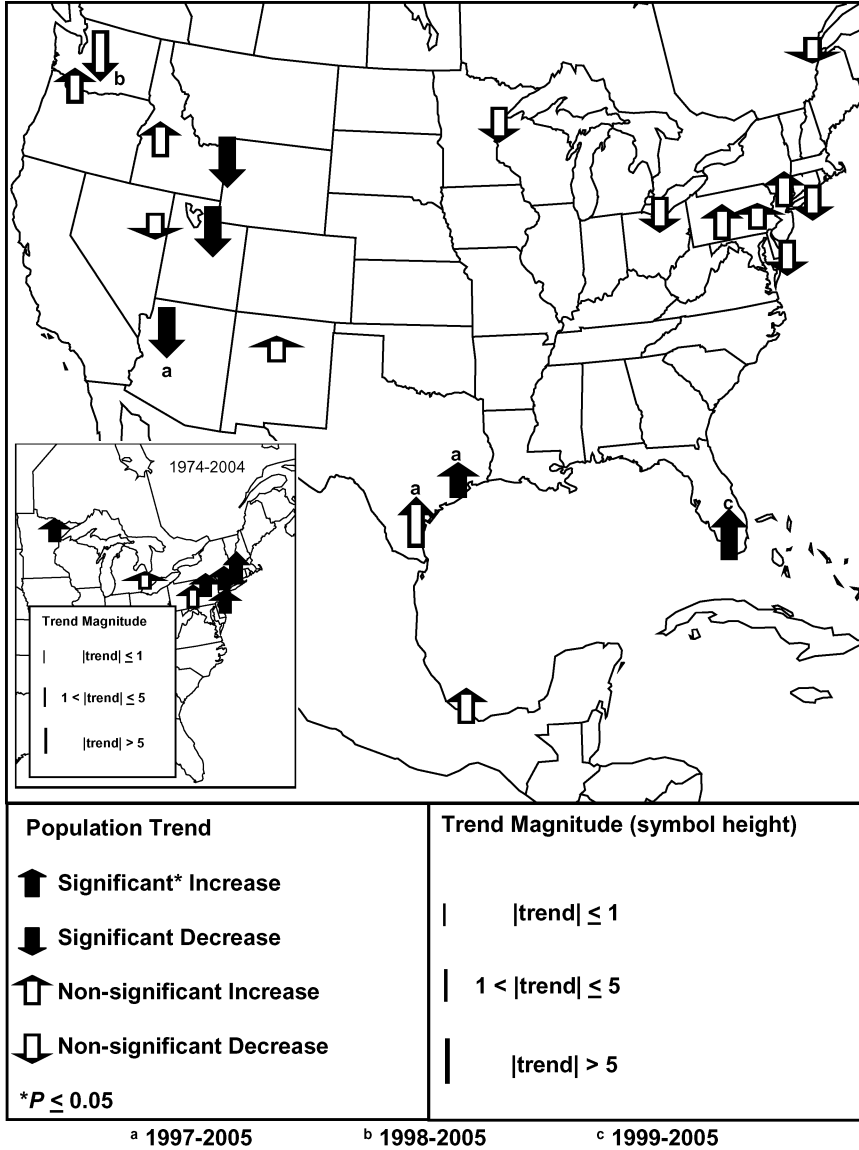 b
a
a
a
c
1974-2004
Trend Magnitude
|trend| ≤ 1
1 < |trend| ≤ 5
|trend| > 5
Population Trend
Significant* Increase
Significant Decrease
Non-significant Increase
Non-significant Decrease
*P ≤ 0.05
Trend Magnitude (symbol height)
|trend| ≤ 1
1 < |trend| ≤ 5
|trend| > 5
a 1997-2005 b 1998-2005 c 1999-2005